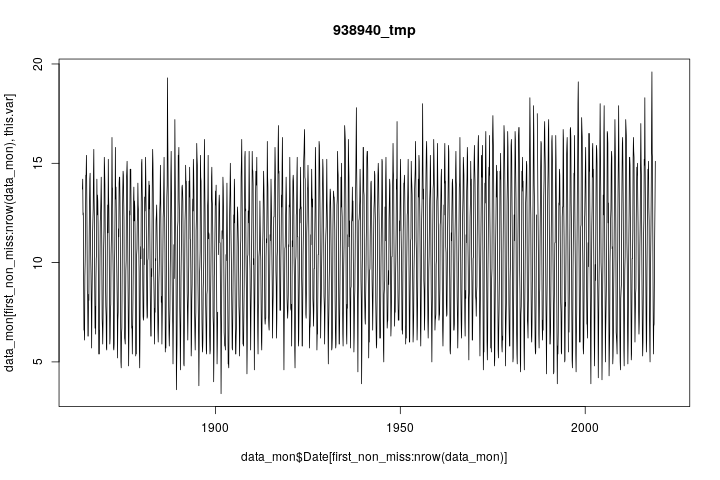 938940_tmp
data_mon[first_non_miss:nrow(data_mon), this.var]
20
15
10
5
1900
1950
2000
data_mon$Date[first_non_miss:nrow(data_mon)]